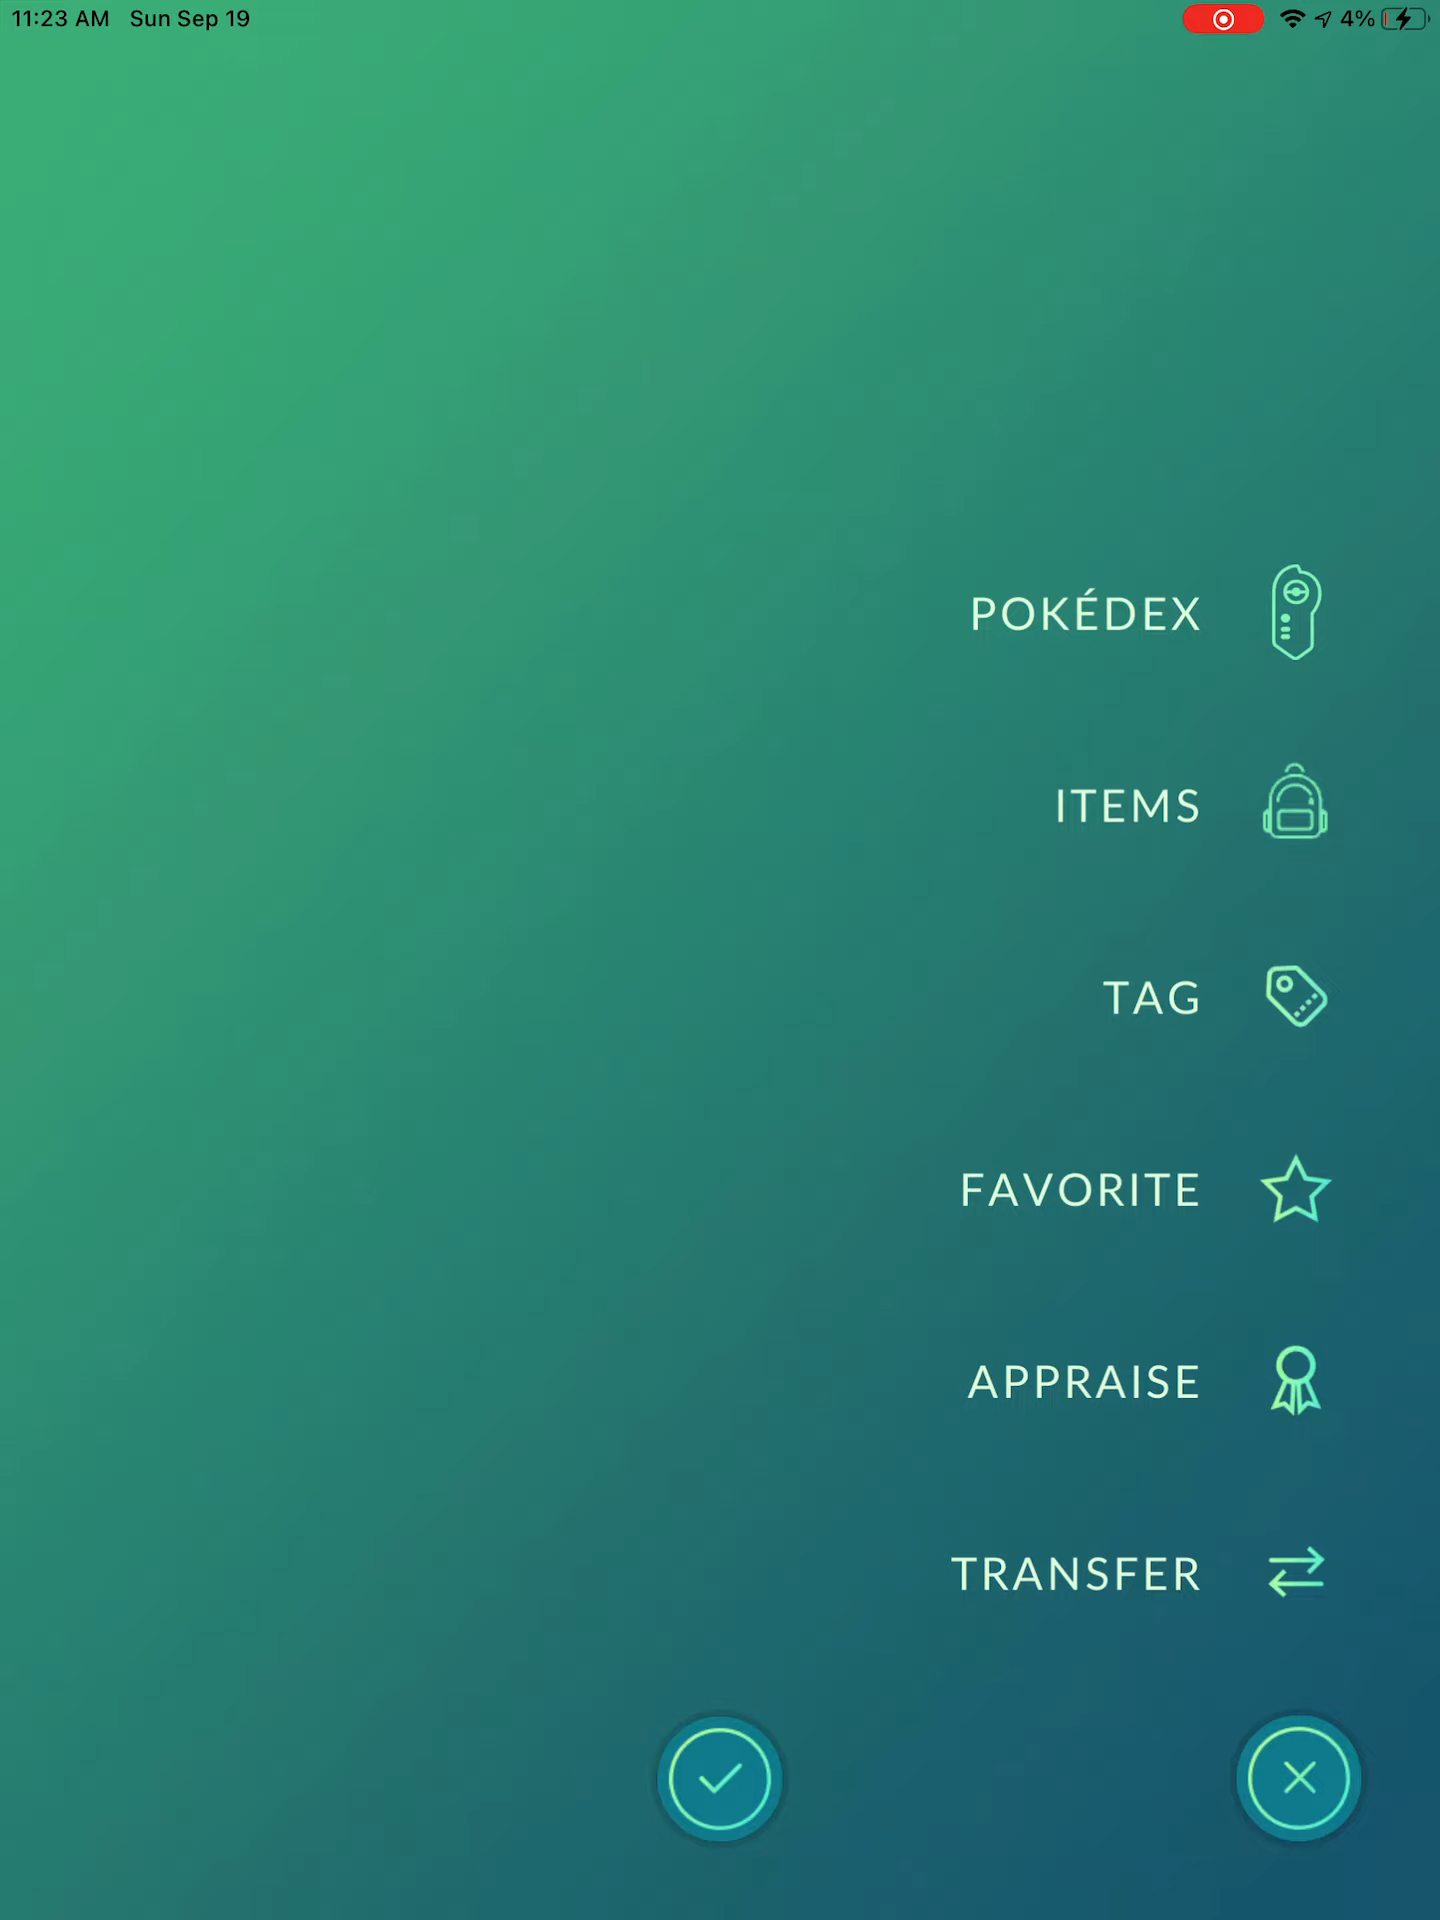 11:23 AM Sun Sep 19 4%
POKÉDEX
ITEMS
TAG
FAVORITE
APPRAISE
TRANSFER